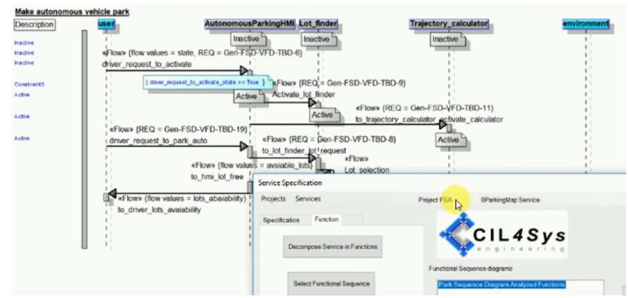 Make autonomous vehicle park
Description
user
AutonomousParkingHMI
Lot_finder
Trajectory_calculator
environment
Inactive
Inactive
Inactive
Inactive
Inactive
Inactive
«Flow» {flow values = state, REQ = Gen-FSD-VFD-TBD-6}
driver_request_to_activate
{ driver_request_to_activate_state == True }
«Flow» {REQ = Gen-FSD-VFD-TBD-9}
Constraint5
Active
Active
Activate_lot_finder
«Flow» {REQ = Gen-FSD-VFD-TBD-11}
Active
Active
to_trajectory_calculator_activate_calculator
«Flow» {REQ = Gen-FSD-VFD-TBD-19}
Active
driver_request_to_park_auto
«Flow» {REQ = Gen-FSD-VFD-TBD-8}
Active
to_lot_finder_lot_request
«Flow» {flow values = avaiable_lots}
«Flow»
to_hmi_lot_free
Lot_selection
«Flow» {flow values = lots_abaiability}
to_driver_lots_avaiability
Service Specification
Projects
Services
Project PSA
@ParkingMap Service
Specification
Function
Decompose Service in Functions
CIL4Sys
engineering
Functional Sequence diagrams
Select Functional Sequence
Park Sequence Diagram Analyzed Functions